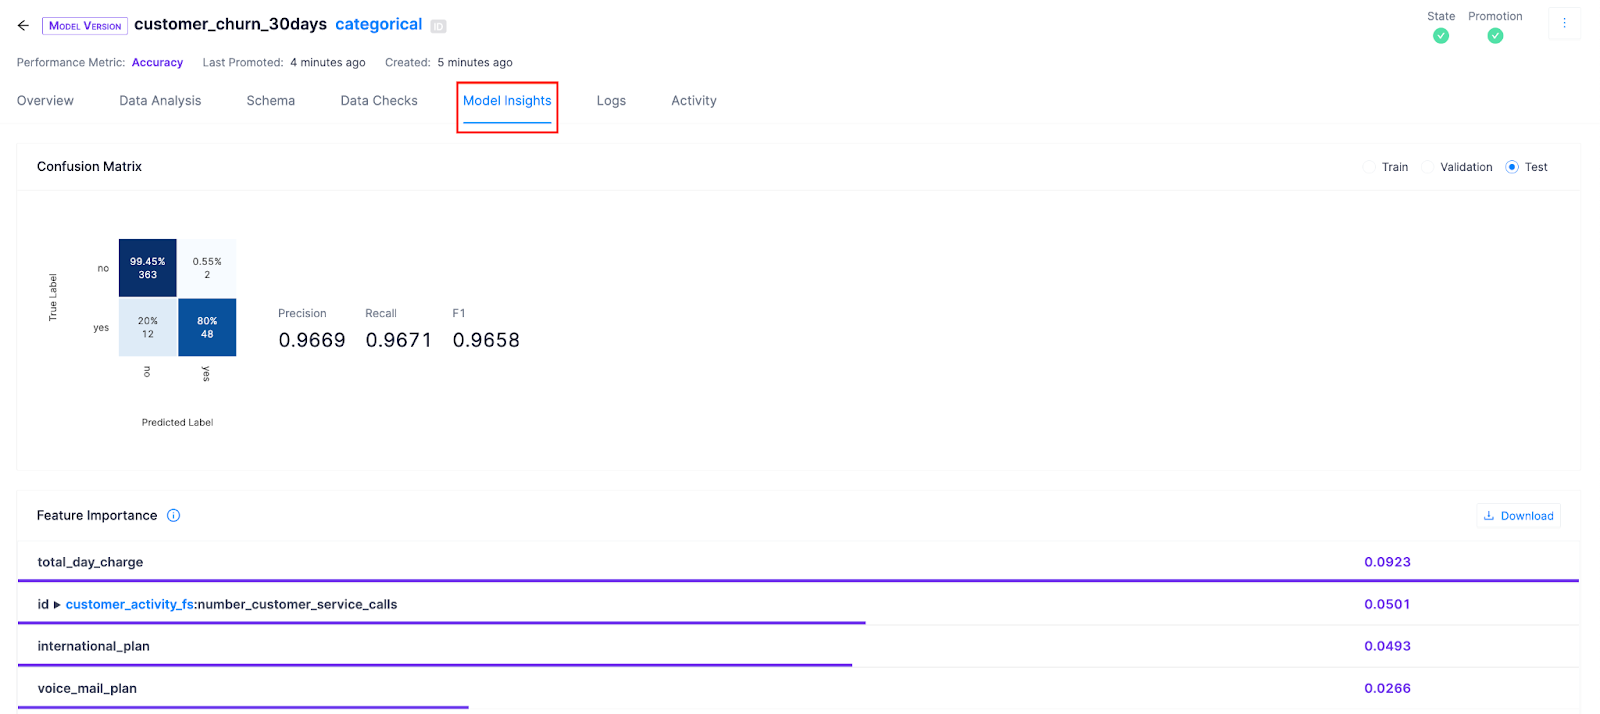 MODEL VERSION customer_churn_30days categorical ID
State Promotion
Performance Metric: Accuracy Last Promoted: 4 minutes ago Created: 5 minutes ago
Overview Data Analysis Schema Data Checks Model Insights Logs Activity
Confusion Matrix
Train Validation Test
True Label
no
99.45%
363
0.55%
2
yes
20%
12
80%
48
no yes
Predicted Label
Precision Recall F1
0.9669 0.9671 0.9658
Feature Importance
Download
total_day_charge 0.0923
id ▶ customer_activity_fs:number_customer_service_calls 0.0501
international_plan 0.0493
voice_mail_plan 0.0266